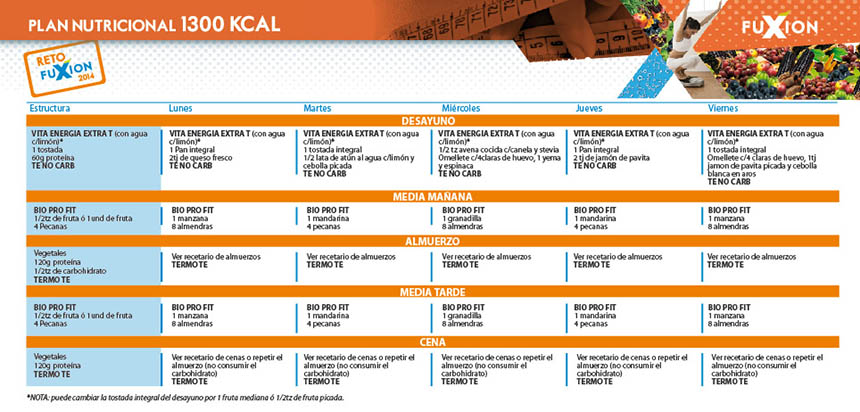 PLAN NUTRICIONAL 1300 KCAL
FUXION
RETO
FUXION
2014
Estructura Lunes Martes Miércoles Jueves Viernes
DESAYUNO
VITA ENERGIA EXTRA T (con agua
c/limón)*
1 tostada
60g proteína
TE NO CARB
VITA ENERGIA EXTRA T (con agua
c/limón)*
1 Pan integral
2tj de queso fresco
TE NO CARB
VITA ENERGIA EXTRA T (con agua
c/limón)*
1 tostada integral
1/2 lata de atún al agua c/limón y
cebolla picada
TE NO CARB
VITA ENERGIA EXTRA T (con agua
c/limón)*
1/2 tz avena cocida c/canela y stevia
Omellete c/4claras de huevo, 1 yema
y espinaca
TE NO CARB
VITA ENERGIA EXTRA T (con agua
c/limón)*
1 Pan integral
2 tj de jamón de pavita
TE NO CARB
VITA ENERGIA EXTRA T (con agua
c/limón)*
1 tostada integral
Omellete c/4 claras de huevo, 1tj
jamon de pavita picada y cebolla
blanca en aros
TE NO CARB
MEDIA MAÑANA
BIO PRO FIT
1/2tz de fruta ó 1und de fruta
4 Pecanas
BIO PRO FIT
1 manzana
8 almendras
BIO PRO FIT
1 mandarina
4 pecanas
BIO PRO FIT
1 granadilla
8 almendras
BIO PRO FIT
1 mandarina
4 pecanas
BIO PRO FIT
1 manzana
8 almendras
ALMUERZO
Vegetales
120g proteína
1/2tz de carbohidrato
TERMO TE
Ver recetario de almuerzos
TERMO TE
Ver recetario de almuerzos
TERMO TE
Ver recetario de almuerzos
TERMO TE
Ver recetario de almuerzos
TERMO TE
Ver recetario de almuerzos
TERMO TE
MEDIA TARDE
BIO PRO FIT
1/2tz de fruta ó 1und de fruta
4 Pecanas
BIO PRO FIT
1 manzana
8 almendras
BIO PRO FIT
1 mandarina
4 pecanas
BIO PRO FIT
1 granadilla
8 almendras
BIO PRO FIT
1 mandarina
4 pecanas
BIO PRO FIT
1 manzana
8 almendras
CENA
Vegetales
120g proteína
TERMO TE
Ver recetario de cenas o repetir el
almuerzo (no consumir el
carbohidrato)
TERMO TE
Ver recetario de cenas o repetir el
almuerzo (no consumir el
carbohidrato)
TERMO TE
Ver recetario de cenas o repetir el
almuerzo (no consumir el
carbohidrato)
TERMO TE
Ver recetario de cenas o repetir el
almuerzo (no consumir el
carbohidrato)
TERMO TE
Ver recetario de cenas o repetir el
almuerzo (no consumir el
carbohidrato)
TERMO TE
*NOTA: puede cambiar la tostada integral del desayuno por 1 fruta mediana ó 1/2tz de fruta picada.